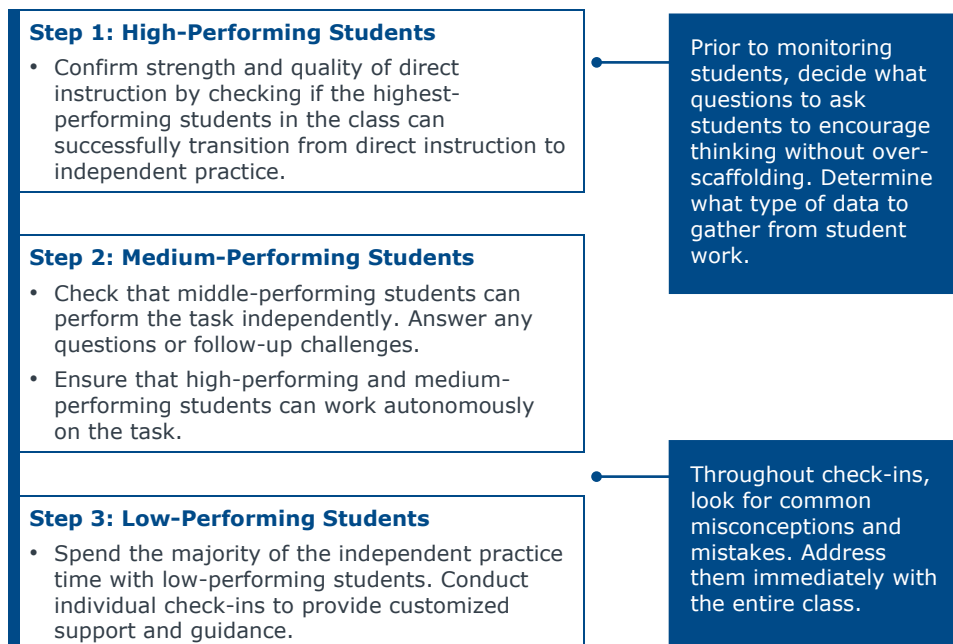 Step 1: High-Performing Students
• Confirm strength and quality of direct
instruction by checking if the highest-
performing students in the class can
successfully transition from direct instruction to
independent practice.
Prior to monitoring
students, decide what
questions to ask
students to encourage
thinking without over-
scaffolding. Determine
what type of data to
gather from student
work.
Step 2: Medium-Performing Students
• Check that middle-performing students can
perform the task independently. Answer any
questions or follow-up challenges.
• Ensure that high-performing and medium-
performing students can work autonomously
on the task.
Step 3: Low-Performing Students
• Spend the majority of the independent practice
time with low-performing students. Conduct
individual check-ins to provide customized
support and guidance.
Throughout check-ins,
look for common
misconceptions and
mistakes. Address
them immediately with
the entire class.